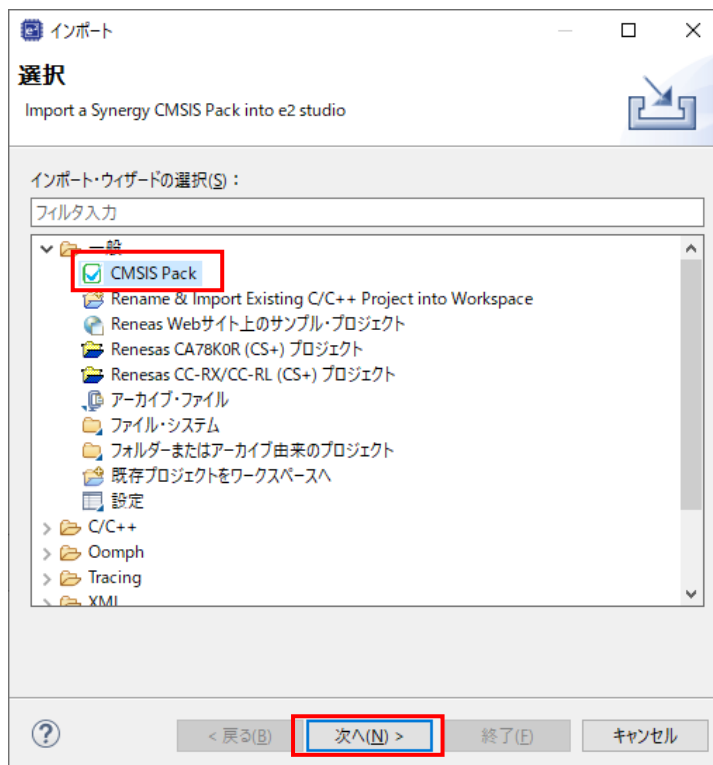 インポート
選択
Import a Synergy CMSIS Pack into e2 studio
インポート・ウィザードの選択(S)：
フィルタ入力
一般
CMSIS Pack
Rename & Import Existing C/C++ Project into Workspace
Reneas Webサイト上のサンプル・プロジェクト
Renesas CA78K0R (CS+) プロジェクト
Renesas CC-RX/CC-RL (CS+) プロジェクト
アーカイブ・ファイル
ファイル・システム
フォルダーまたはアーカイブ由来のプロジェクト
既存プロジェクトをワークスペースへ
設定
C/C++
Oomph
Tracing
XML
< 戻る(B) 次へ(N) > 終了(F) キャンセル